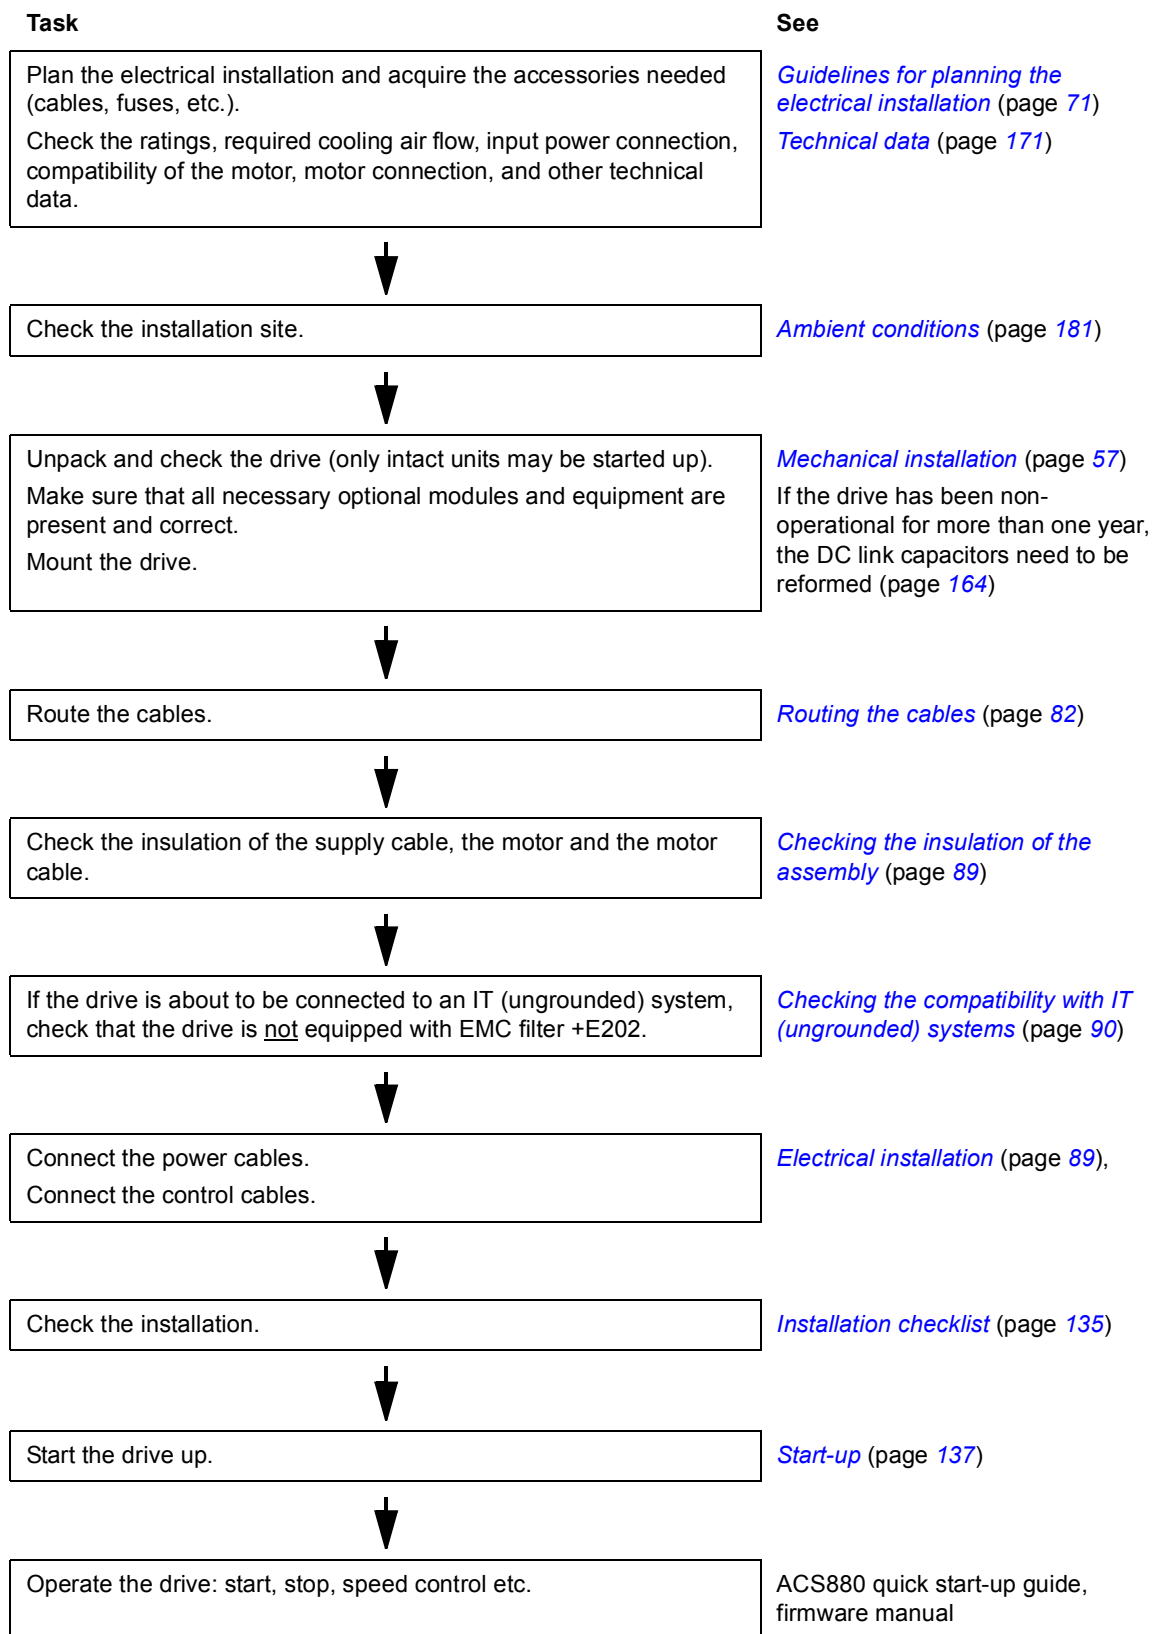 Task
See
Plan the electrical installation and acquire the accessories needed
(cables, fuses, etc.).
Check the ratings, required cooling air flow, input power connection,
compatibility of the motor, motor connection, and other technical
data.
Guidelines for planning the
electrical installation (page 71)
Technical data (page 171)
Check the installation site.
Ambient conditions (page 181)
Unpack and check the drive (only intact units may be started up).
Make sure that all necessary optional modules and equipment are
present and correct.
Mount the drive.
Mechanical installation (page 57)
If the drive has been non-
operational for more than one year,
the DC link capacitors need to be
reformed (page 164)
Route the cables.
Routing the cables (page 82)
Check the insulation of the supply cable, the motor and the motor
cable.
Checking the insulation of the
assembly (page 89)
If the drive is about to be connected to an IT (ungrounded) system,
check that the drive is not equipped with EMC filter +E202.
Checking the compatibility with IT
(ungrounded) systems (page 90)
Connect the power cables.
Connect the control cables.
Electrical installation (page 89),
Check the installation.
Installation checklist (page 135)
Start the drive up.
Start-up (page 137)
Operate the drive: start, stop, speed control etc.
ACS880 quick start-up guide,
firmware manual